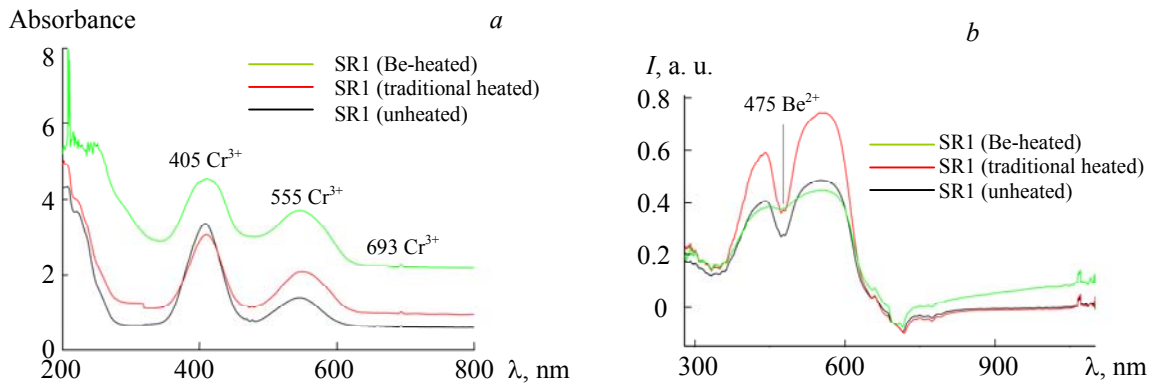 Absorbance
a
8
6
4
2
0
200
400
600
800
λ, nm
SR1 (Be-heated)
SR1 (traditional heated)
SR1 (unheated)
405 Cr³⁺
555 Cr³⁺
693 Cr³⁺
b
I, a. u.
0.8
0.6
0.4
0.2
0
300
600
900
λ, nm
475 Be²⁺
SR1 (Be-heated)
SR1 (traditional heated)
SR1 (unheated)